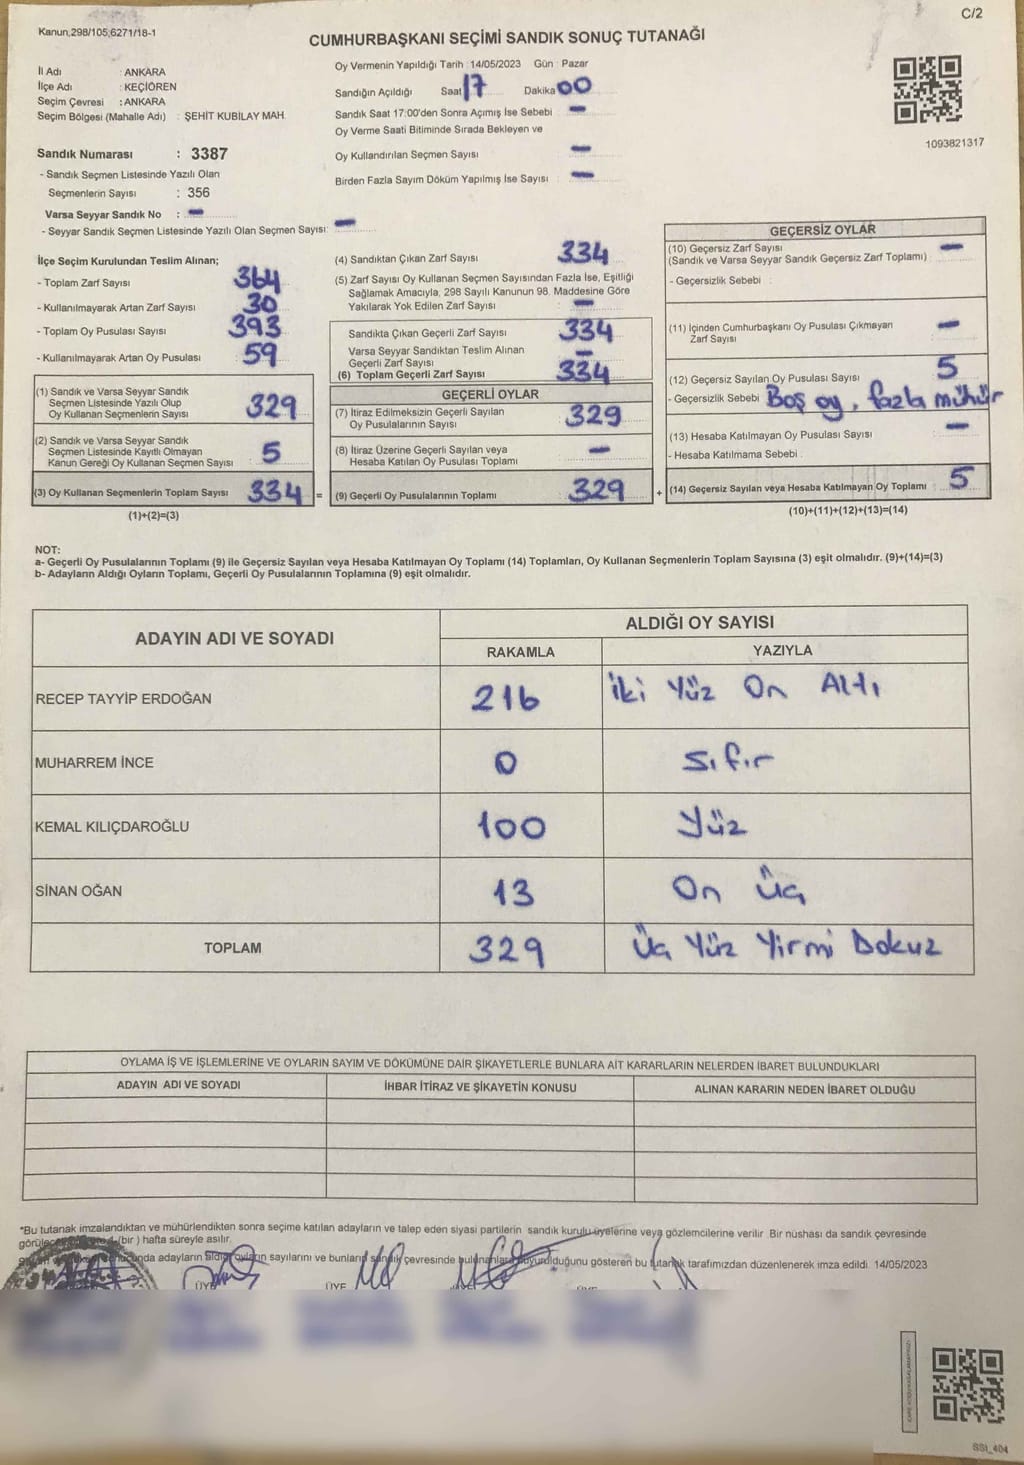 C/2
Kanun,298/105,6271/18-1
CUMHURBAŞKANI SEÇİMİ SANDIK SONUÇ TUTANAĞI
İl Adı : ANKARA
İlçe Adı : KEÇİÖREN
Seçim Çevresi : ANKARA
Seçim Bölgesi (Mahalle Adı) : ŞEHİT KUBİLAY MAH.
Sandık Numarası : 3387
- Sandık Seçmen Listesinde Yazılı Olan
Seçmenlerin Sayısı : 356
Varsa Seyyar Sandık No : -
- Seyyar Sandık Seçmen Listesinde Yazılı Olan Seçmen Sayısı: -
Oy Vermenin Yapıldığı Tarih : 14/05/2023 Gün : Pazar
Sandığın Açıldığı Saat 17 Dakika 00
Sandık Saat 17:00'den Sonra Açımış İse Sebebi -
Oy Verme Saati Bitiminde Sırada Bekleyen ve
Oy Kullandırılan Seçmen Sayısı -
Birden Fazla Sayım Döküm Yapılmış İse Sayısı : -
1093821317
İlçe Seçim Kurulundan Teslim Alınan;
- Toplam Zarf Sayısı : 364
- Kullanılmayarak Artan Zarf Sayısı : 30
- Toplam Oy Pusulası Sayısı : 393
- Kullanılmayarak Artan Oy Pusulası : 59
(1) Sandık ve Varsa Seyyar Sandık
Seçmen Listesinde Yazılı Olup
Oy Kullanan Seçmenlerin Sayısı : 329
(2) Sandık ve Varsa Seyyar Sandık
Seçmen Listesinde Kayıtlı Olmayan
Kanun Gereği Oy Kullanan Seçmen Sayısı : 5
(3) Oy Kullanan Seçmenlerin Toplam Sayısı : 334 =
(1)+(2)=(3)
(4) Sandıktan Çıkan Zarf Sayısı : 334
(5) Zarf Sayısı Oy Kullanan Seçmen Sayısından Fazla İse, Eşitliği
Sağlamak Amacıyla, 298 Sayılı Kanunun 98. Maddesine Göre
Yakılarak Yok Edilen Zarf Sayısı : -
Sandıkta Çıkan Geçerli Zarf Sayısı : 334
Varsa Seyyar Sandıktan Teslim Alınan
Geçerli Zarf Sayısı : -
(6) Toplam Geçerli Zarf Sayısı : 334
GEÇERLİ OYLAR
(7) İtiraz Edilmeksizin Geçerli Sayılan
Oy Pusulalarının Sayısı : 329
(8) İtiraz Üzerine Geçerli Sayılan veya
Hesaba Katılan Oy Pusulası Toplamı : -
(9) Geçerli Oy Pusulalarının Toplamı : 329 +
GEÇERSİZ OYLAR
(10) Geçersiz Zarf Sayısı -
(Sandık ve Varsa Seyyar Sandık Geçersiz Zarf Toplamı) :
- Geçersizlik Sebebi :
(11) İçinden Cumhurbaşkanı Oy Pusulası Çıkmayan
Zarf Sayısı : -
(12) Geçersiz Sayılan Oy Pusulası Sayısı : 5
- Geçersizlik Sebebi : Boş oy, fazla mühür
(13) Hesaba Katılmayan Oy Pusulası Sayısı : -
- Hesaba Katılmama Sebebi :
(14) Geçersiz Sayılan veya Hesaba Katılmayan Oy Toplamı : 5
(10)+(11)+(12)+(13)=(14)
NOT:
a- Geçerli Oy Pusulalarının Toplamı (9) ile Geçersiz Sayılan veya Hesaba Katılmayan Oy Toplamı (14) Toplamları, Oy Kullanan Seçmenlerin Toplam Sayısına (3) eşit olmalıdır. (9)+(14)=(3)
b- Adayların Aldığı Oyların Toplamı, Geçerli Oy Pusulalarının Toplamına (9) eşit olmalıdır.
ADAYIN ADI VE SOYADI
ALDIĞI OY SAYISI
RAKAMLA YAZIYLA
RECEP TAYYİP ERDOĞAN 216 İki Yüz On Altı
MUHARREM İNCE 0 Sıfır
KEMAL KILIÇDAROĞLU 100 Yüz
SİNAN OĞAN 13 On Üç
TOPLAM 329 Üç Yüz Yirmi Dokuz
OYLAMA İŞ VE İŞLEMLERİNE VE OYLARIN SAYIM VE DÖKÜMÜNE DAİR ŞİKAYETLERLE BUNLARA AİT KARARLARIN NELERDEN İBARET BULUNDUKLARI
ADAYIN ADI VE SOYADI İHBAR İTİRAZ VE ŞİKAYETİN KONUSU ALINAN KARARIN NEDEN İBARET OLDUĞU
*Bu tutanak imzalandıktan ve mühürlendikten sonra seçime katılan adayların ve talep eden siyasi partilerin sandık kurulu üyelerine veya gözlemcilerine verilir. Bir nüshası da sandık çevresinde
(bir) hafta süreyle asılır.
adayların aldığı oyların sayılarını ve bunların sandık çevresinde duyurulduğunu gösteren bu tutanak tarafımızdan düzenlenerek imza edildi. 14/05/2023
ÜYE ÜYE
SSI_404